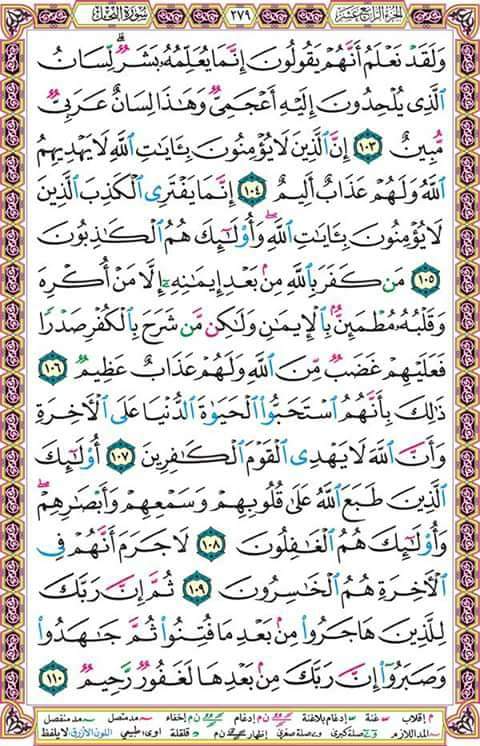 سورة النحل ٢٧٩ الجزء الرابع عشر
وَلَقَدْ نَعْلَمُ أَنَّهُمْ يَقُولُونَ إِنَّمَا يُعَلِّمُهُۥ بَشَرٌۭ ۗ لِّسَانُ
ٱلَّذِى يُلْحِدُونَ إِلَيْهِ أَعْجَمِىٌّۭ وَهَـٰذَا لِسَانٌ عَرَبِىٌّۭ
مُّبِينٌ ١٠٣ إِنَّ ٱلَّذِينَ لَا يُؤْمِنُونَ بِـَٔايَـٰتِ ٱللَّهِ لَا يَهْدِيهِمُ
ٱللَّهُ وَلَهُمْ عَذَابٌ أَلِيمٌ ١٠٤ إِنَّمَا يَفْتَرِى ٱلْكَذِبَ ٱلَّذِينَ
لَا يُؤْمِنُونَ بِـَٔايَـٰتِ ٱللَّهِ ۖ وَأُو۟لَـٰٓئِكَ هُمُ ٱلْكَـٰذِبُونَ
١٠٥ مَن كَفَرَ بِٱللَّهِ مِنۢ بَعْدِ إِيمَـٰنِهِۦٓ إِلَّا مَنْ أُكْرِهَ
وَقَلْبُهُۥ مُطْمَئِنٌّۢ بِٱلْإِيمَـٰنِ وَلَـٰكِن مَّن شَرَحَ بِٱلْكُفْرِ صَدْرًۭا
فَعَلَيْهِمْ غَضَبٌۭ مِّنَ ٱللَّهِ وَلَهُمْ عَذَابٌ عَظِيمٌۭ ١٠٦
ذَٰلِكَ بِأَنَّهُمُ ٱسْتَحَبُّوا۟ ٱلْحَيَوٰةَ ٱلدُّنْيَا عَلَى ٱلْـَٔاخِرَةِ
وَأَنَّ ٱللَّهَ لَا يَهْدِى ٱلْقَوْمَ ٱلْكَـٰفِرِينَ ١٠٧ أُو۟لَـٰٓئِكَ
ٱلَّذِينَ طَبَعَ ٱللَّهُ عَلَىٰ قُلُوبِهِمْ وَسَمْعِهِمْ وَأَبْصَـٰرِهِمْ ۖ
وَأُو۟لَـٰٓئِكَ هُمُ ٱلْغَـٰفِلُونَ ١٠٨ لَا جَرَمَ أَنَّهُمْ فِى
ٱلْـَٔاخِرَةِ هُمُ ٱلْخَـٰسِرُونَ ١٠٩ ثُمَّ إِنَّ رَبَّكَ
لِلَّذِينَ هَاجَرُوا۟ مِنۢ بَعْدِ مَا فُتِنُوا۟ ثُمَّ جَـٰهَدُوا۟
وَصَبَرُوٓا۟ إِنَّ رَبَّكَ مِنۢ بَعْدِهَا لَغَفُورٌۭ رَّحِيمٌۭ ١١٠
م إقلاب غنة إدغام بلاغنة ن م إدغام ن م إخفاء مد متصل مد منفصل
المد اللازم صلة كبرى صلة صغرى إظهار ن م قلقلة اوى: طبيعي اللون الأزرق: لا يلفظ